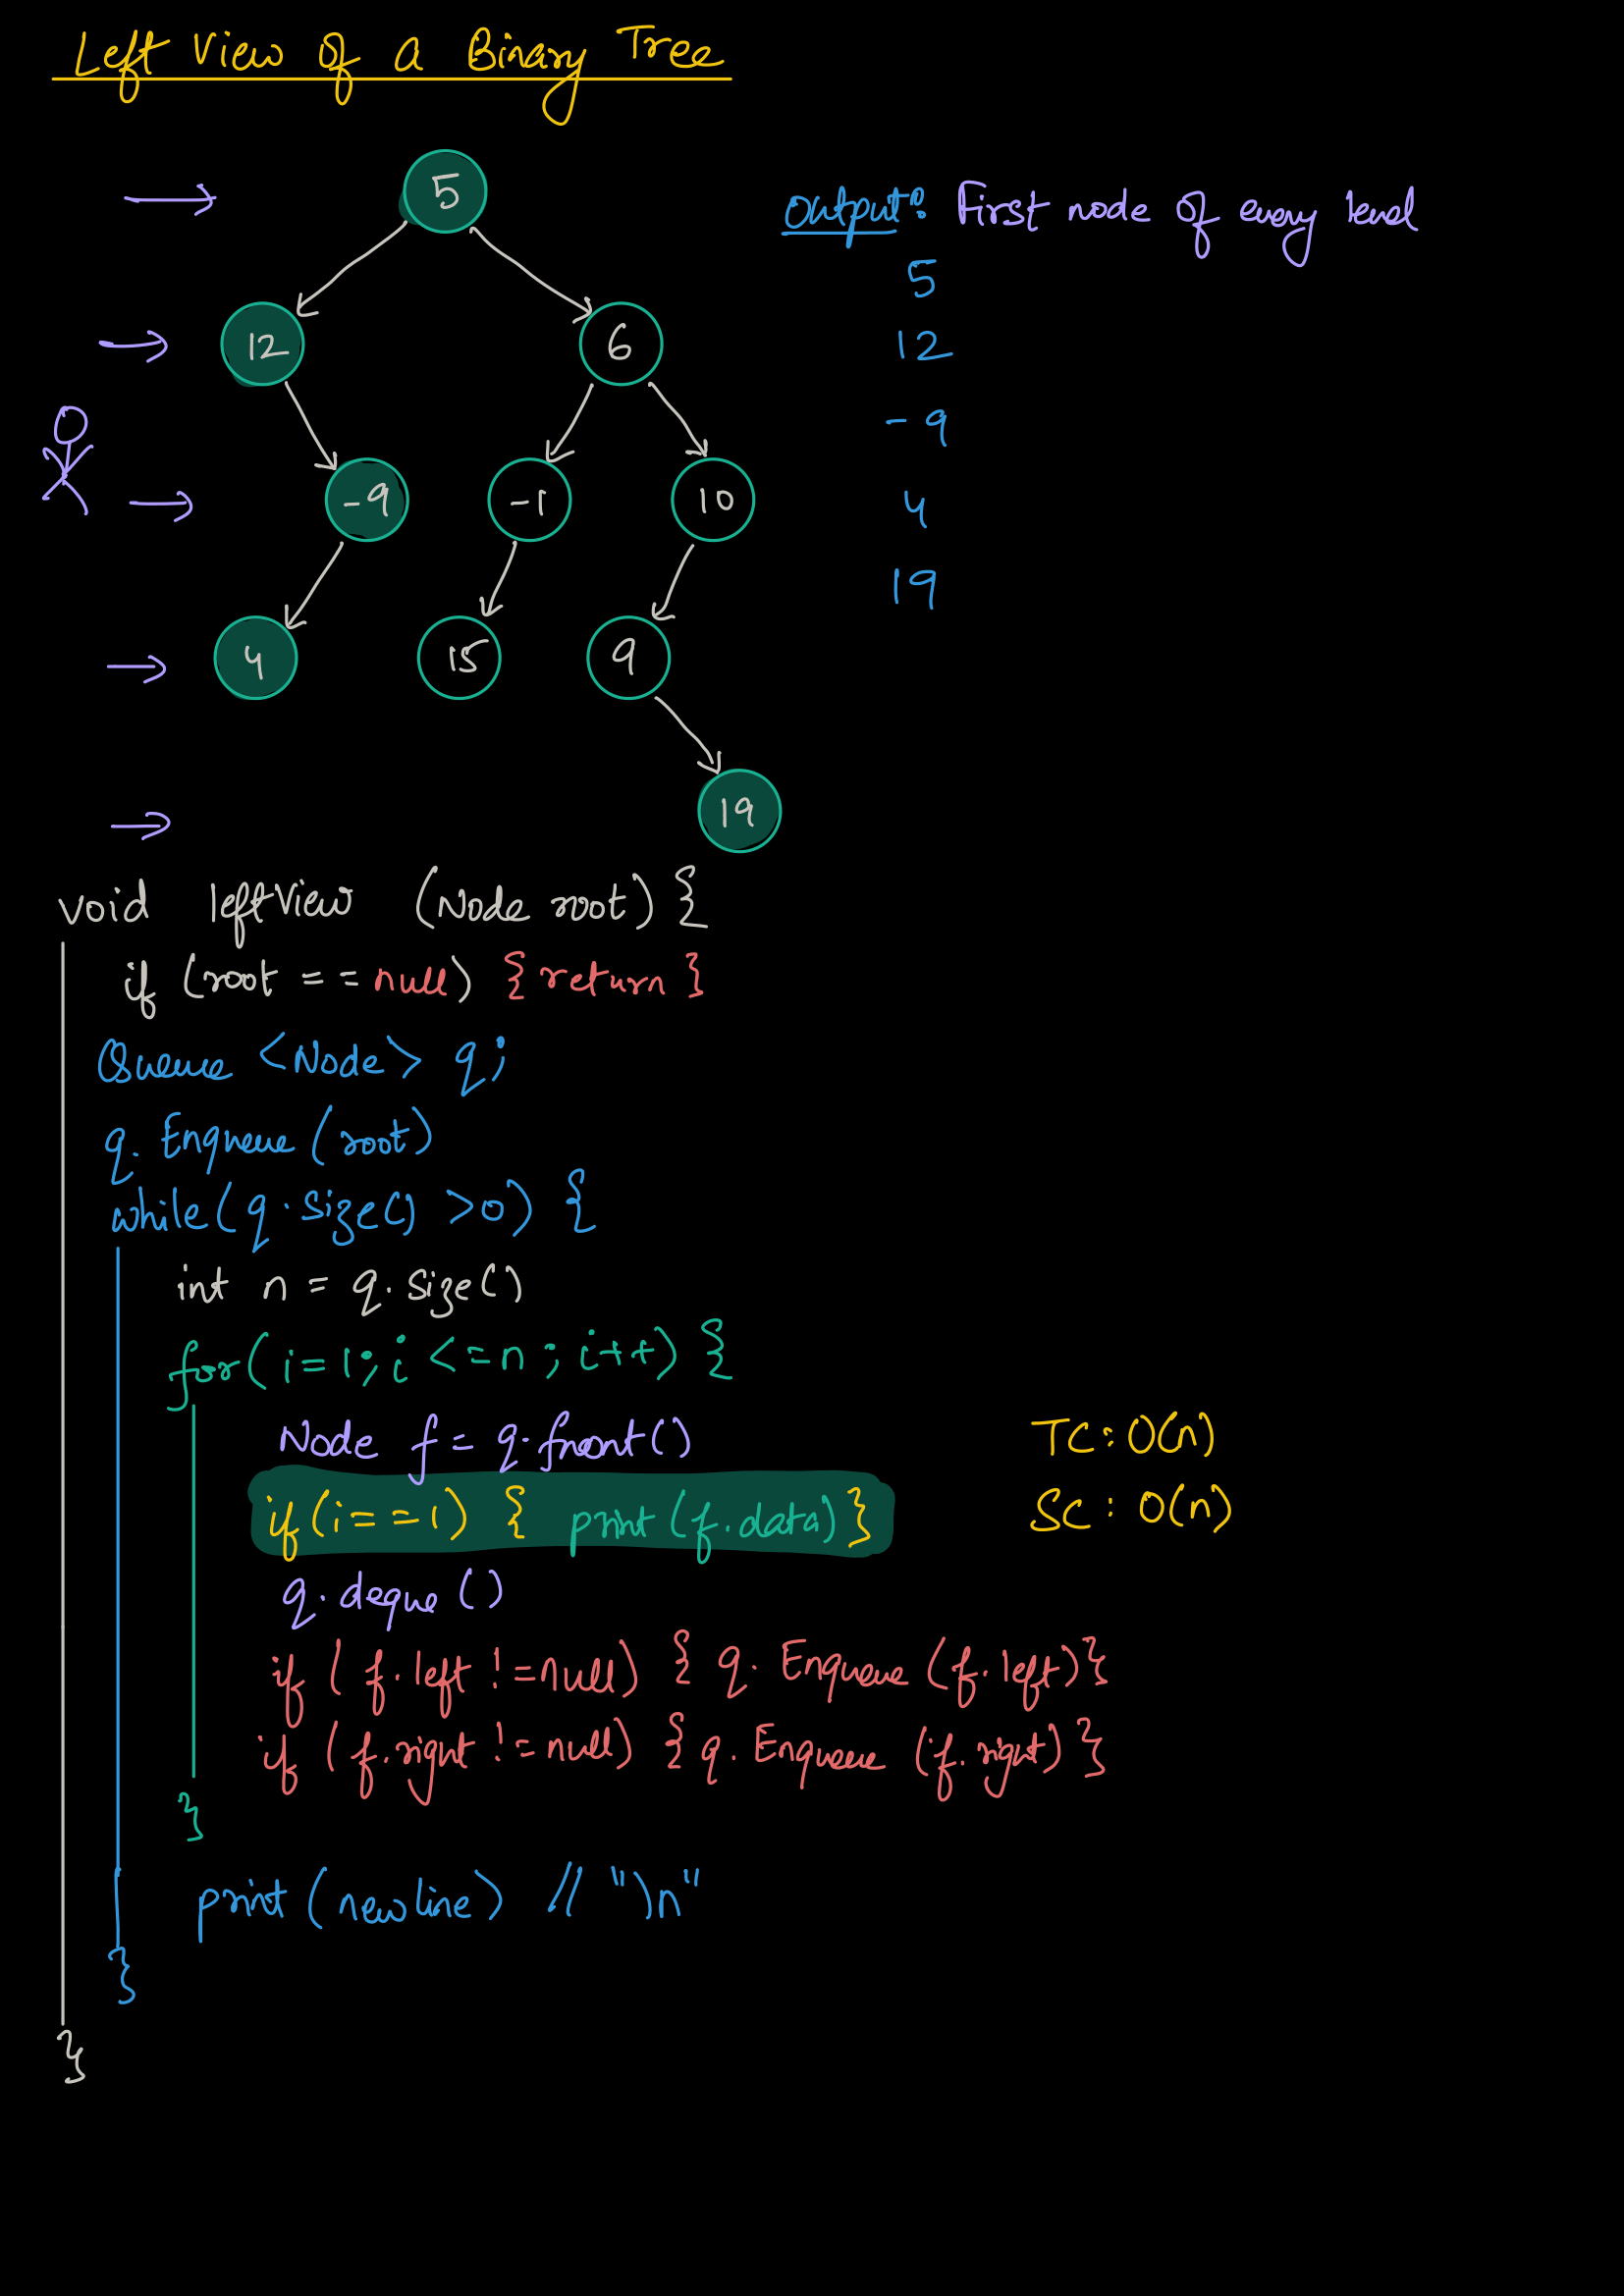 Left View of a Binary Tree
5
Output: First node of every level
5
12
6
12
-9
-1
10
-9
4
4
15
9
19
19
void leftView (Node root) {
if (root == null) { return }
Queue <Node> q;
q. Enqueue (root)
while( q.size() >0) {
int n = q.size()
for( i=1; i <=n ; i++) {
Node f = q.front()
TC: O(n)
if (i==1) { print (f.data) }
SC: O(n)
q.deque ()
if ( f.left !=null) { q. Enqueue (f.left)}
if ( f.right !=null) { q. Enqueue (f.right) }
}
print (newline) // "\n"
}
}